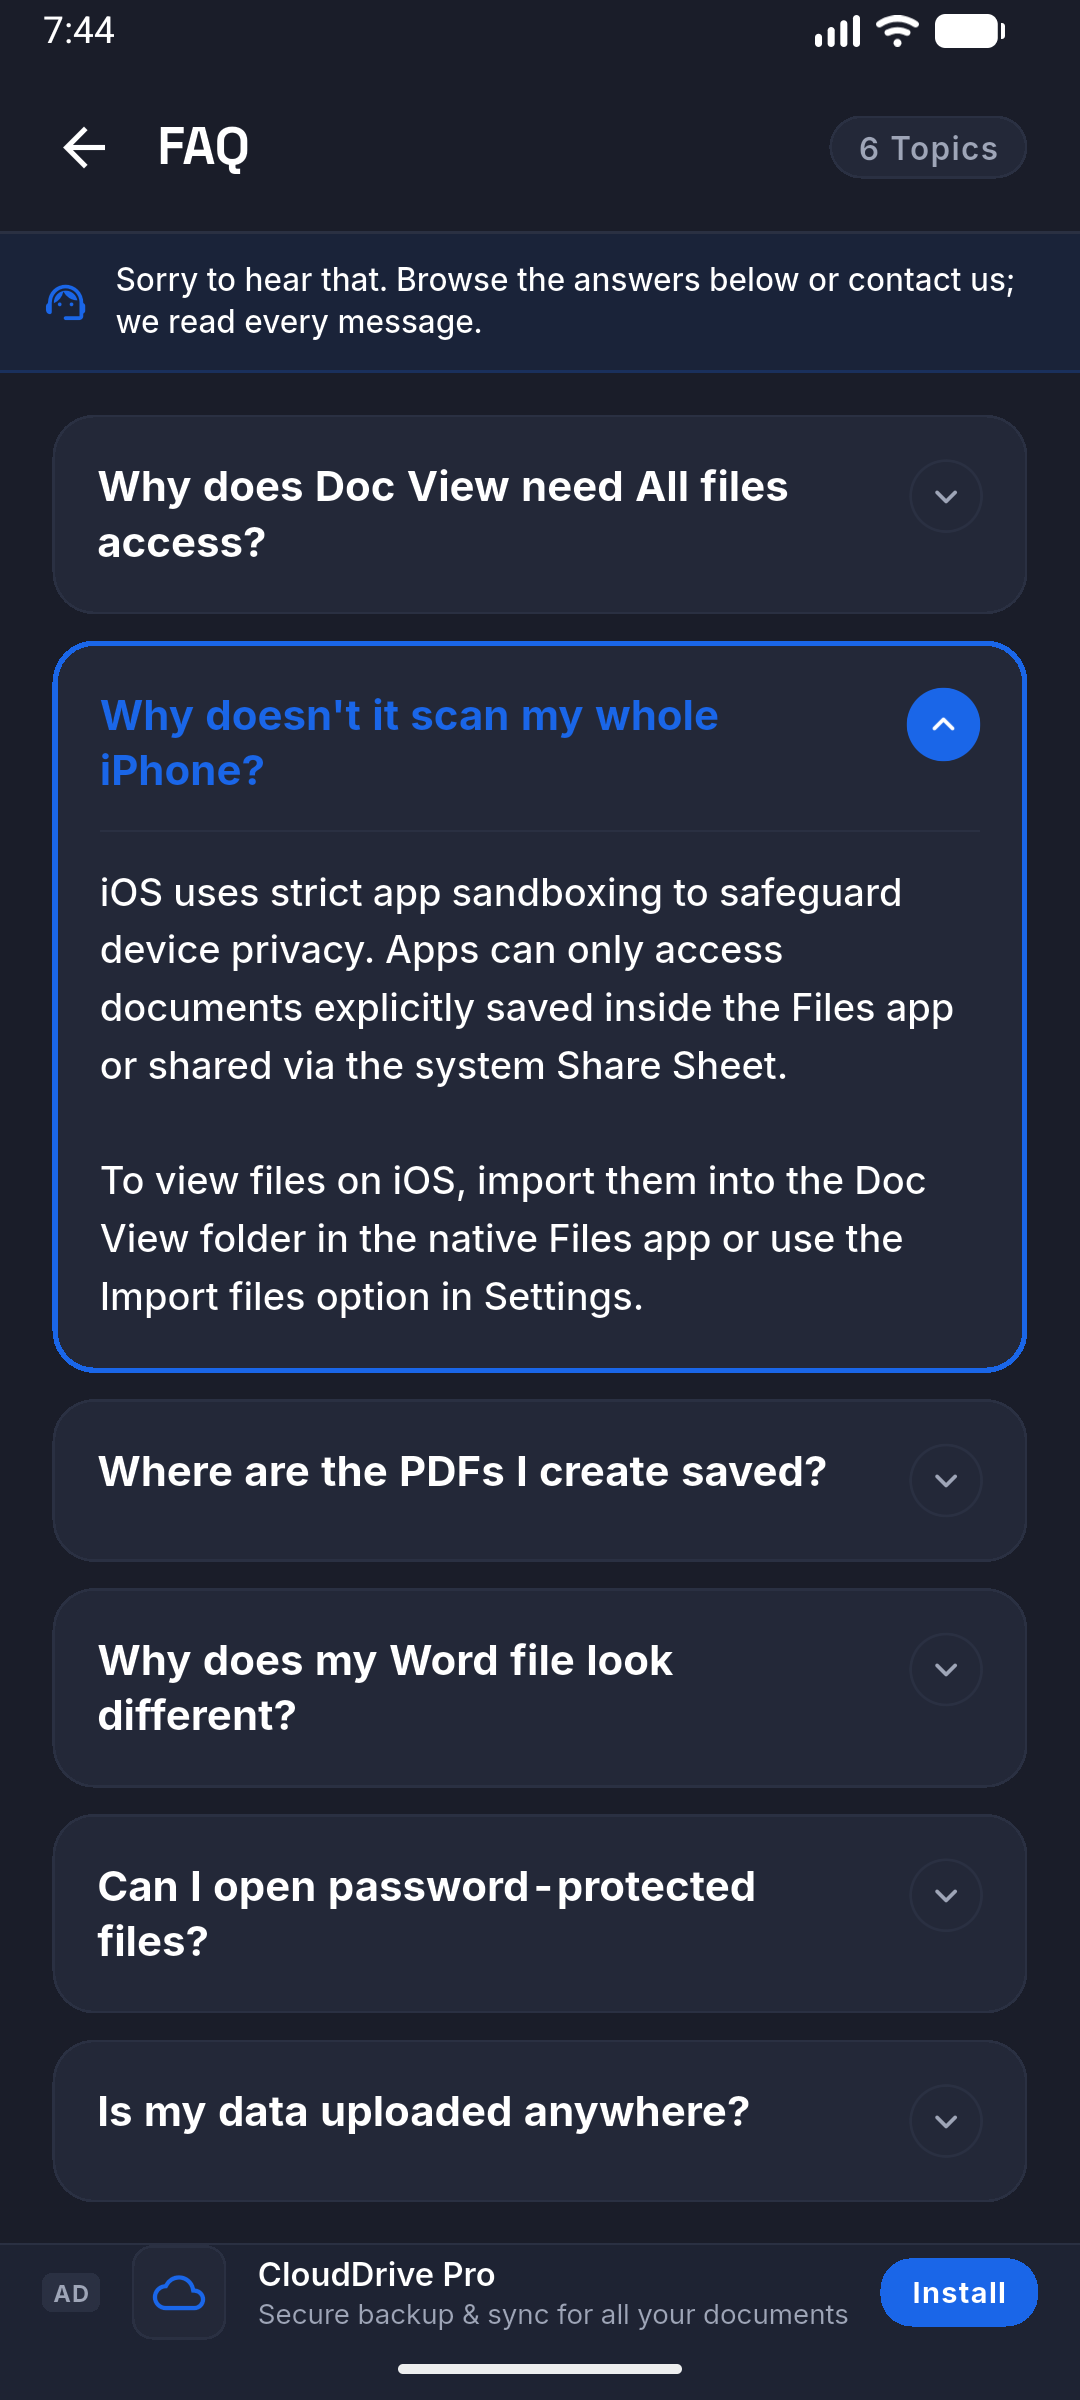 7:44
FAQ
6 Topics
Sorry to hear that. Browse the answers below or contact us;
we read every message.
Why does Doc View need All files
access?
Why doesn't it scan my whole
iPhone?
iOS uses strict app sandboxing to safeguard
device privacy. Apps can only access
documents explicitly saved inside the Files app
or shared via the system Share Sheet.
To view files on iOS, import them into the Doc
View folder in the native Files app or use the
Import files option in Settings.
Where are the PDFs I create saved?
Why does my Word file look
different?
Can I open password-protected
files?
Is my data uploaded anywhere?
AD
CloudDrive Pro
Secure backup & sync for all your documents
Install